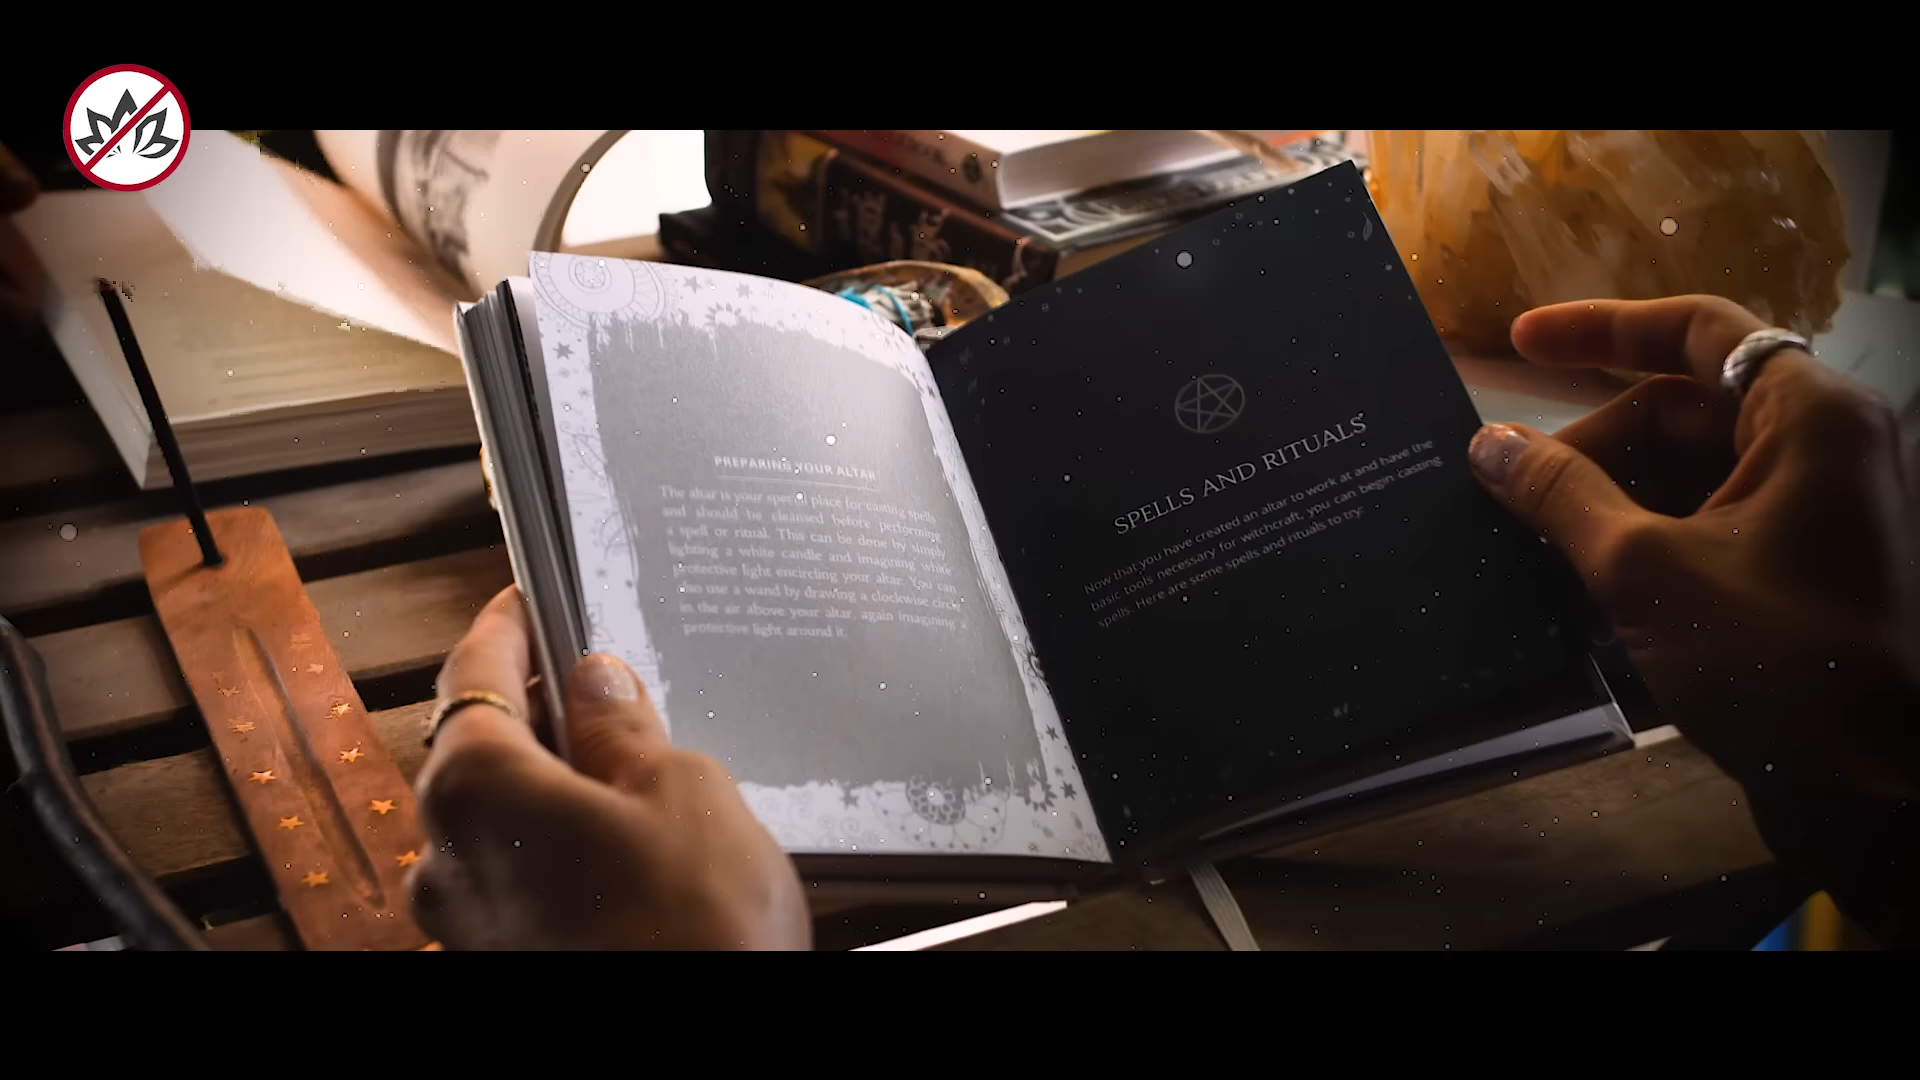 PREPARING YOUR ALTAR
The altar is your special place for casting spells
and should be cleansed before performing
a spell or ritual. This can be done by simply
lighting a white candle and imagining white
protective light encircling your altar. You can
also use a wand by drawing a clockwise circle
in the air above your altar, again imagining a
protective light around it.
SPELLS AND RITUALS
Now that you have created an altar to work at and have the
basic tools necessary for witchcraft, you can begin casting
spells. Here are some spells and rituals to try: